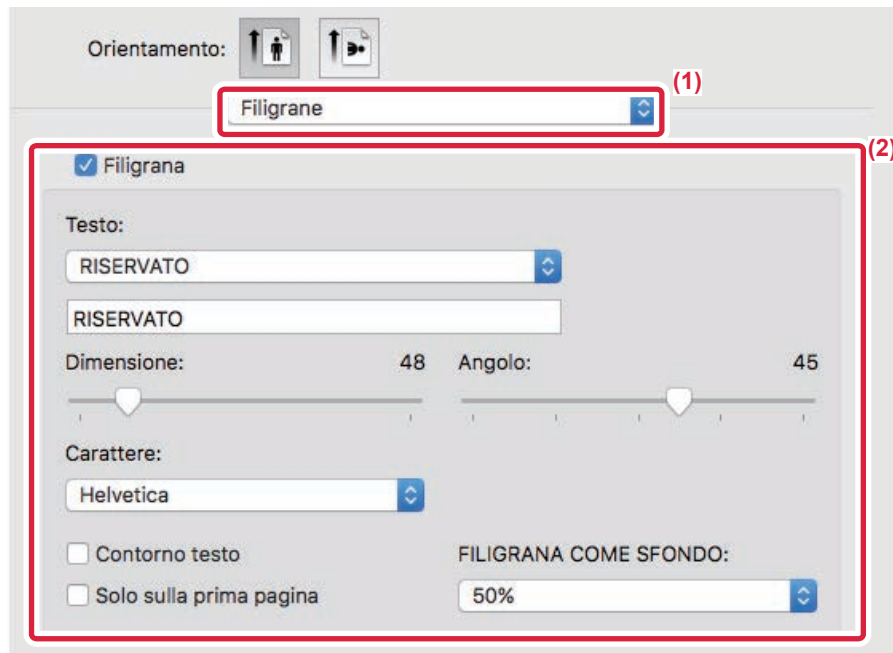 Orientamento:
(1)
Filigrane
(2)
Filigrana
Testo:
RISERVATO
RISERVATO
Dimensione: 48 Angolo: 45
Carattere:
Helvetica
Contorno testo FILIGRANA COME SFONDO:
Solo sulla prima pagina 50%